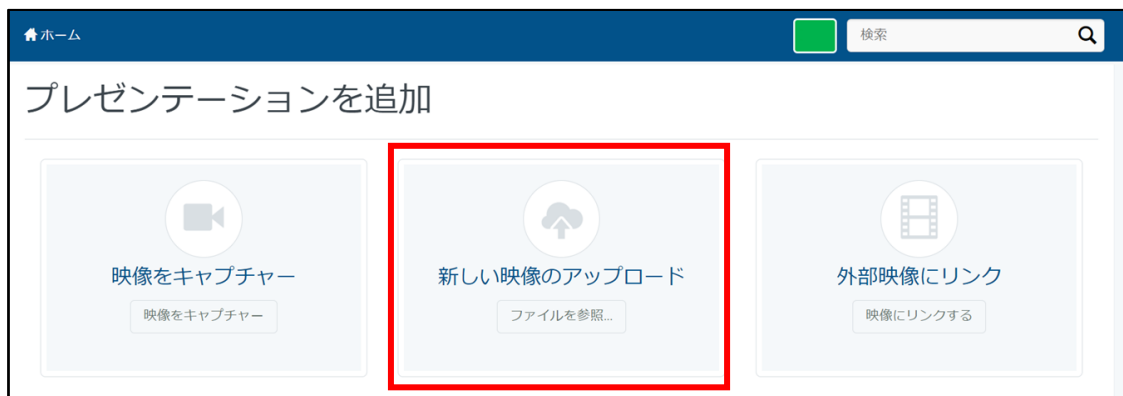 ホーム
検索
プレゼンテーションを追加
映像をキャプチャー
映像をキャプチャー
新しい映像のアップロード
ファイルを参照...
外部映像にリンク
映像にリンクする